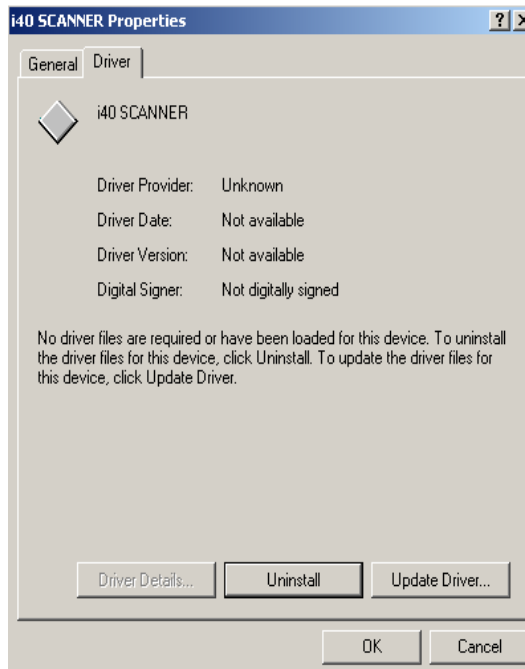 i40 SCANNER Properties
General Driver
i40 SCANNER
Driver Provider: Unknown
Driver Date: Not available
Driver Version: Not available
Digital Signer: Not digitally signed
No driver files are required or have been loaded for this device. To uninstall
the driver files for this device, click Uninstall. To update the driver files for
this device, click Update Driver.
Driver Details... Uninstall Update Driver...
OK Cancel